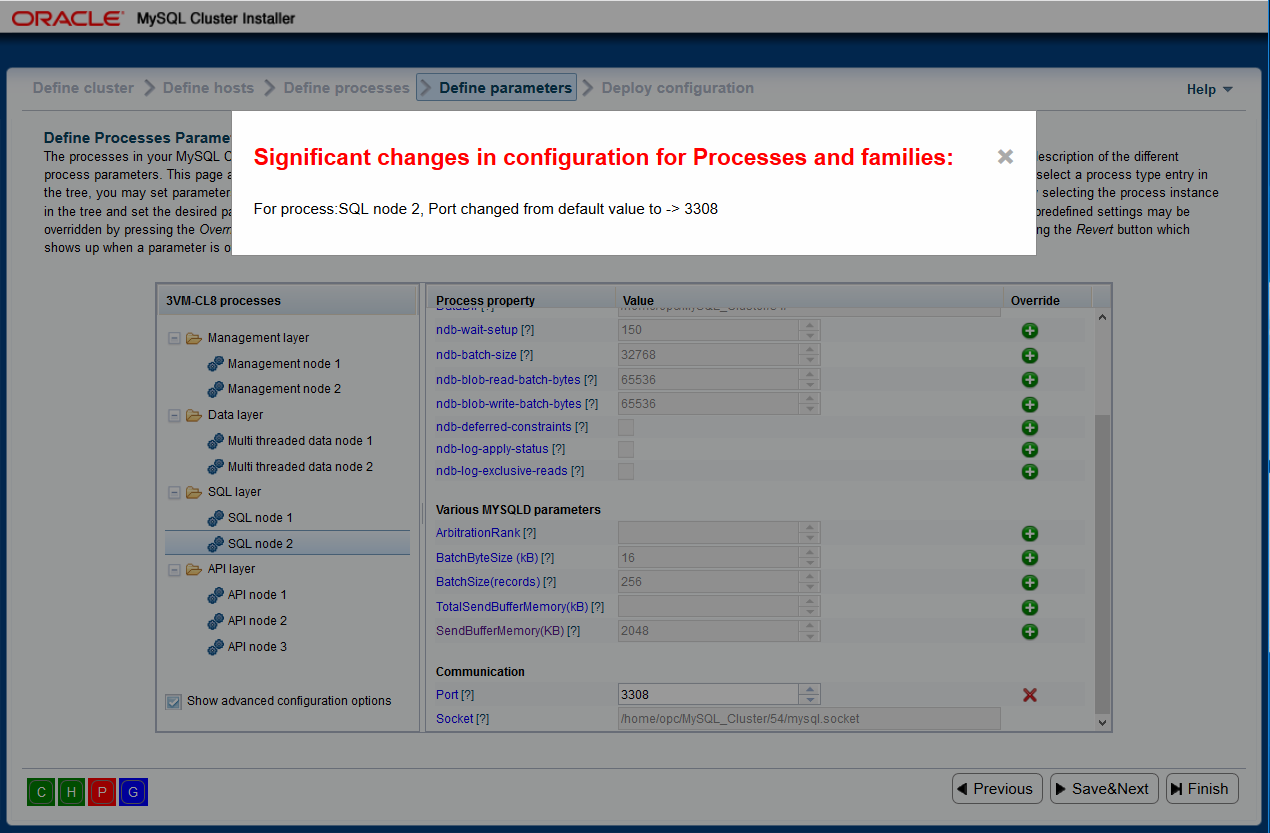 ORACLE® MySQL Cluster Installer
Define cluster Define hosts Define processes Define parameters Deploy configuration Help
Significant changes in configuration for Processes and families:
For process:SQL node 2, Port changed from default value to -> 3308
Define Processes Parame
The processes in your MySQL C
description of the different
process parameters. This page a
select a process type entry in
the tree, you may set parameter
selecting the process instance
in the tree and set the desired pa
predefined settings may be
overridden by pressing the Overr
ng the Revert button which
shows up when a parameter is o
3VM-CL8 processes
Management layer
Management node 1
Management node 2
Data layer
Multi threaded data node 1
Multi threaded data node 2
SQL layer
SQL node 1
SQL node 2
API layer
API node 1
API node 2
API node 3
Show advanced configuration options
Process property Value Override
ndb-wait-setup [?] 150
ndb-batch-size [?] 32768
ndb-blob-read-batch-bytes [?] 65536
ndb-blob-write-batch-bytes [?] 65536
ndb-deferred-constraints [?]
ndb-log-apply-status [?]
ndb-log-exclusive-reads [?]
Various MYSQLD parameters
ArbitrationRank [?]
BatchByteSize (kB) [?] 16
BatchSize(records) [?] 256
TotalSendBufferMemory(kB) [?]
SendBufferMemory(KB) [?] 2048
Communication
Port [?] 3308
Socket [?] /home/opc/MySQL_Cluster/54/mysql.socket
C H P G
Previous Save&Next Finish